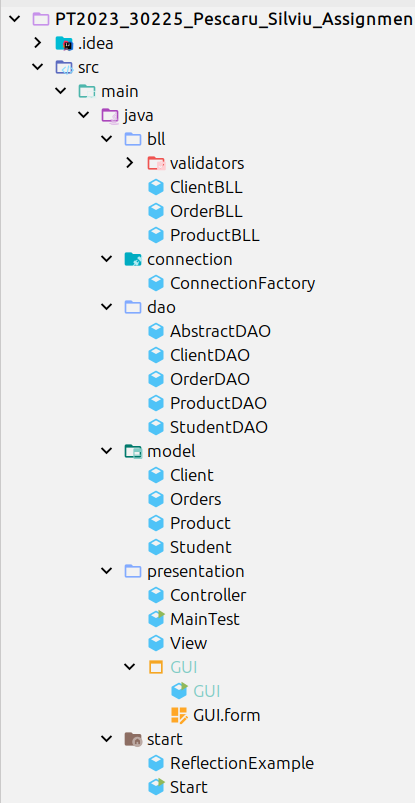 PT2023_30225_Pescaru_Silviu_Assignmen
.idea
src
main
java
bll
validators
ClientBLL
OrderBLL
ProductBLL
connection
ConnectionFactory
dao
AbstractDAO
ClientDAO
OrderDAO
ProductDAO
StudentDAO
model
Client
Orders
Product
Student
presentation
Controller
MainTest
View
GUI
GUI
GUI.form
start
ReflectionExample
Start